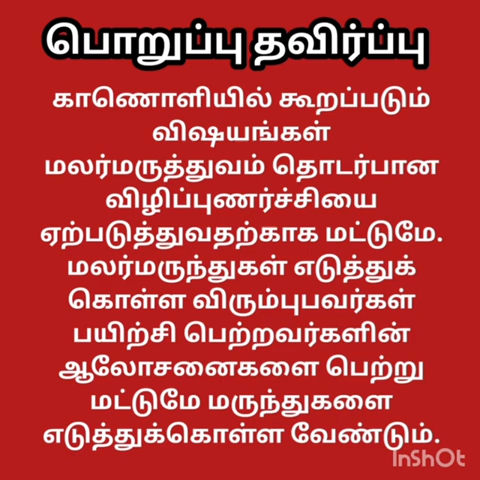 பொறுப்பு தவிர்ப்பு
காணொளியில் கூறப்படும்
விஷயங்கள்
மலர்மருத்துவம் தொடர்பான
விழிப்புணர்ச்சியை
ஏற்படுத்துவதற்காக மட்டுமே.
மலர்மருந்துகள் எடுத்துக்
கொள்ள விரும்புபவர்கள்
பயிற்சி பெற்றவர்களின்
ஆலோசனைகளை பெற்று
மட்டுமே மருந்துகளை
எடுத்துக்கொள்ள வேண்டும்.
InShOt